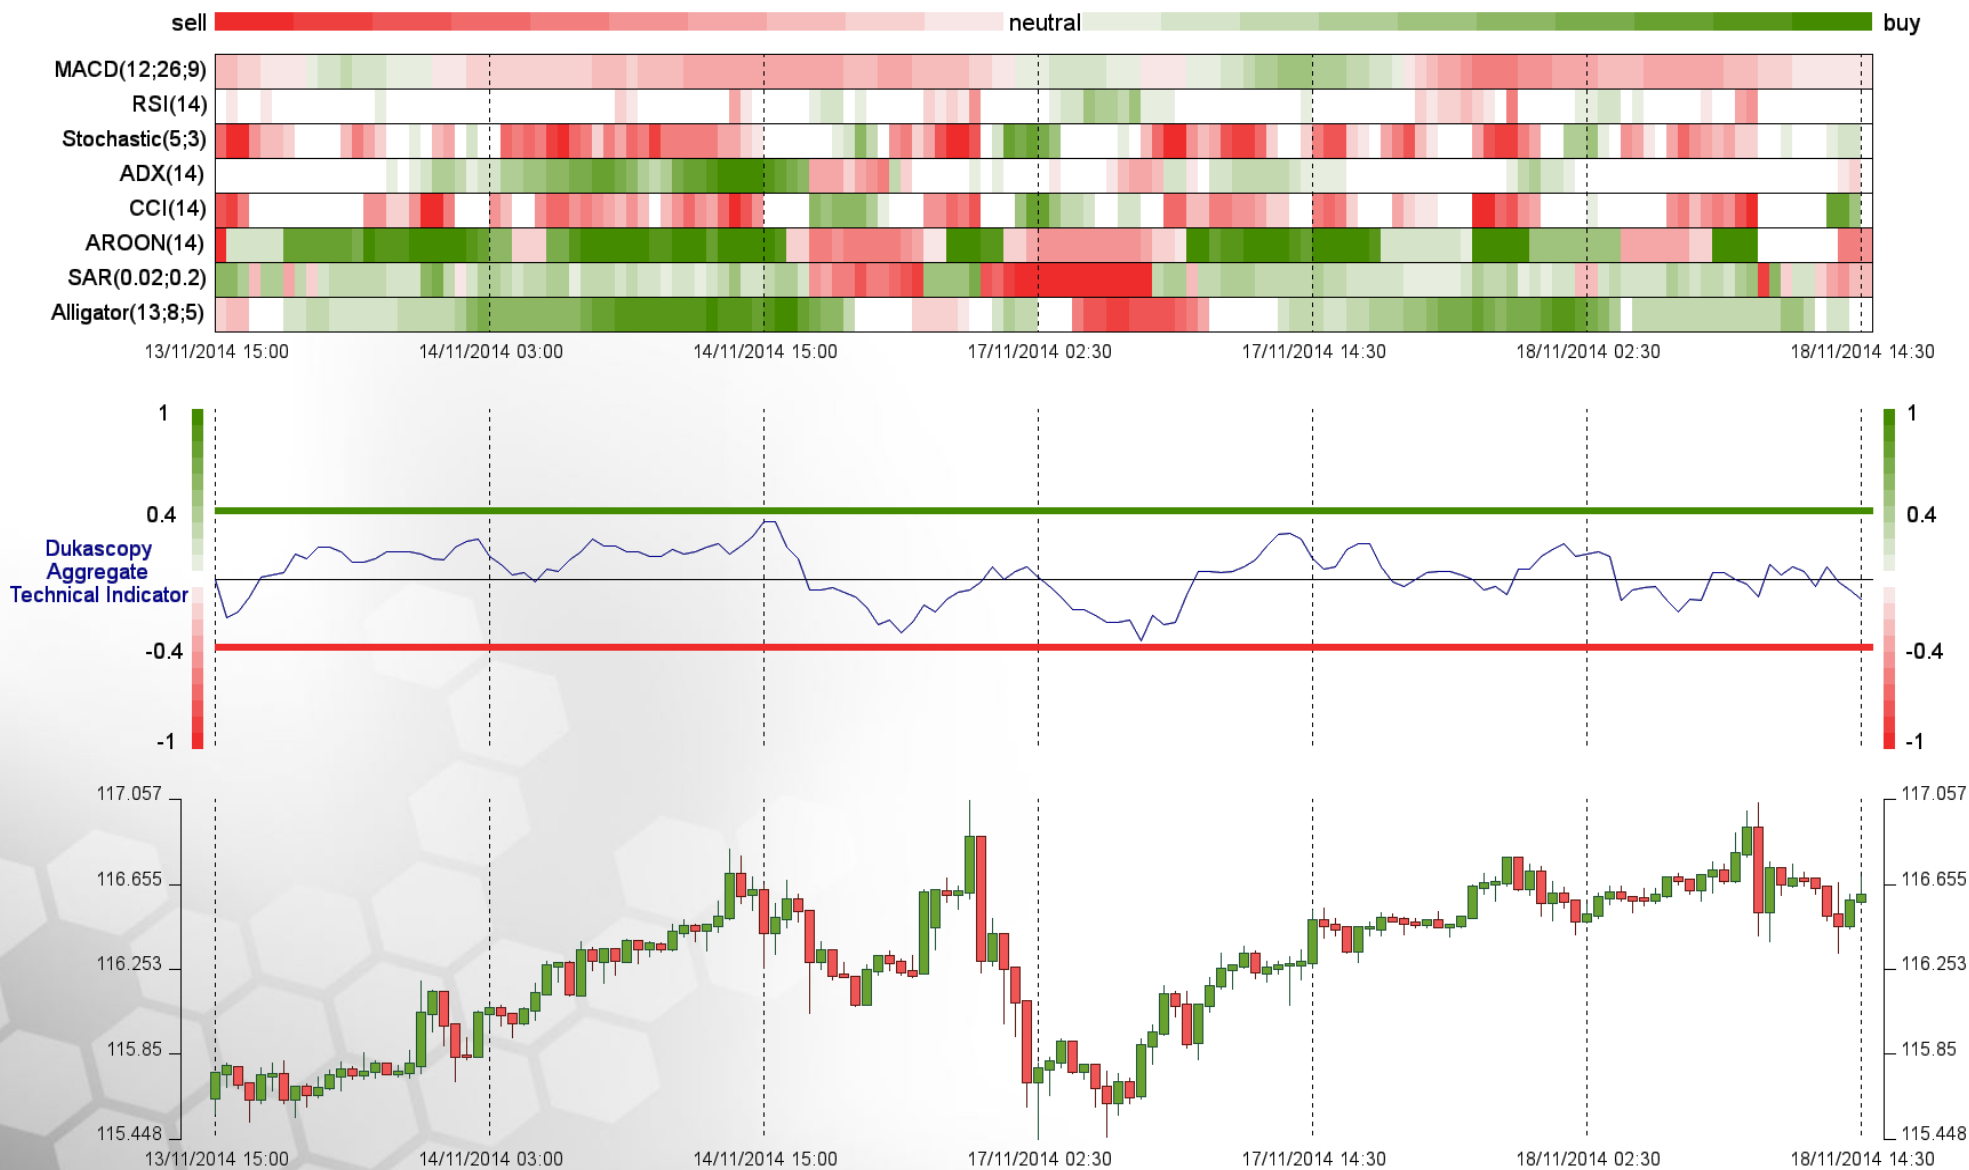 sell neutral buy
MACD(12;26;9)
RSI(14)
Stochastic(5;3)
ADX(14)
CCI(14)
AROON(14)
SAR(0.02;0.2)
Alligator(13;8;5)
13/11/2014 15:00 14/11/2014 03:00 14/11/2014 15:00 17/11/2014 02:30 17/11/2014 14:30 18/11/2014 02:30 18/11/2014 14:30
1 1
0.4 0.4
Dukascopy
Aggregate
Technical Indicator
-0.4 -0.4
-1 -1
117.057 117.057
116.655 116.655
116.253 116.253
115.85 115.85
115.448 115.448
13/11/2014 15:00 14/11/2014 03:00 14/11/2014 15:00 17/11/2014 02:30 17/11/2014 14:30 18/11/2014 02:30 18/11/2014 14:30